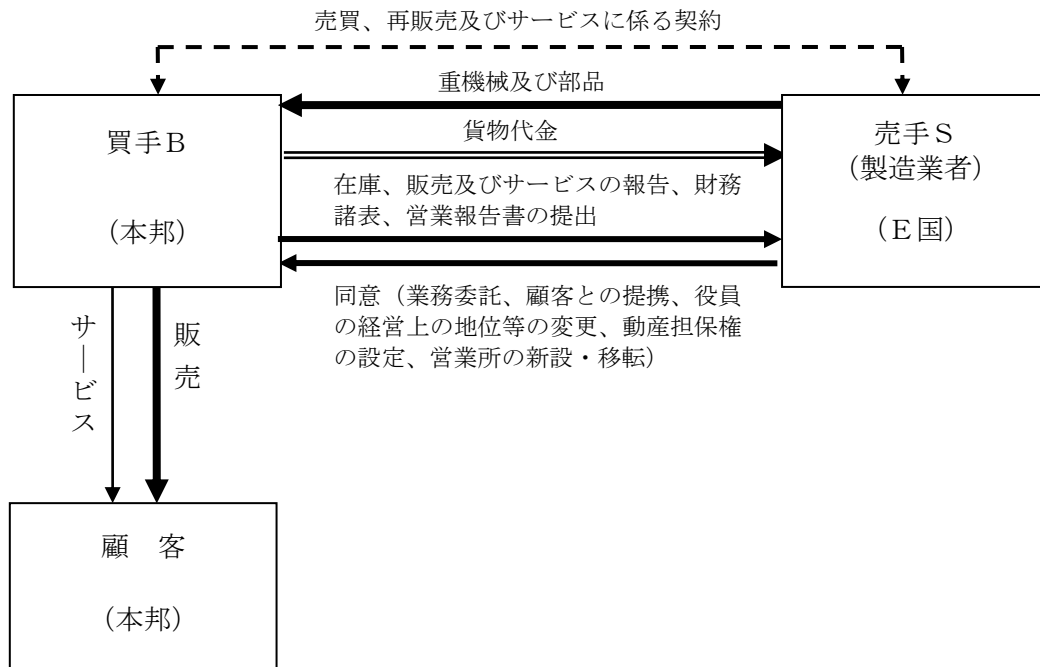 売買、再販売及びサービスに係る契約
重機械及び部品
買手Ｂ
（本邦）
貨物代金
売手Ｓ
（製造業者）
（Ｅ国）
在庫、販売及びサービスの報告、財務
諸表、営業報告書の提出
同意（業務委託、顧客との提携、役員
の経営上の地位等の変更、動産担保権
の設定、営業所の新設・移転）
サービス
販売
顧　客
（本邦）